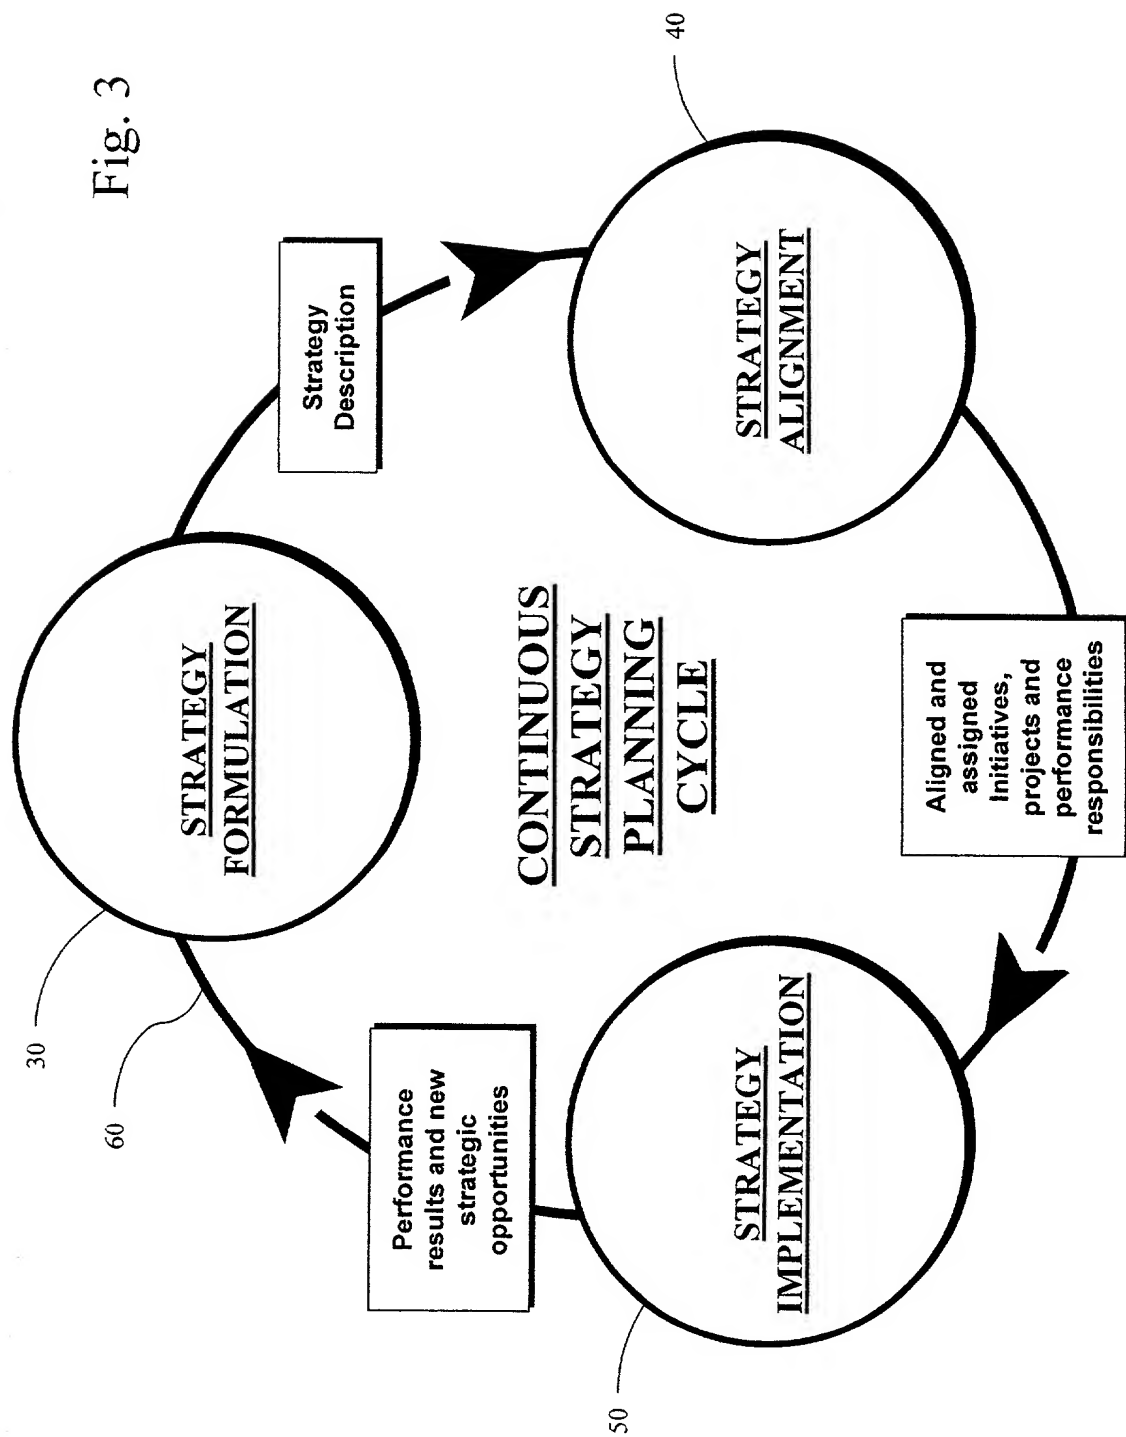 Fig. 3
30
STRATEGY
FORMULATION
60
Strategy
Description
Performance
results and new
strategic
opportunities
CONTINUOUS
STRATEGY
PLANNING
CYCLE
40
50
STRATEGY
IMPLEMENTATION
STRATEGY
ALIGNMENT
Aligned and
assigned
Initiatives,
projects and
performance
responsibilities